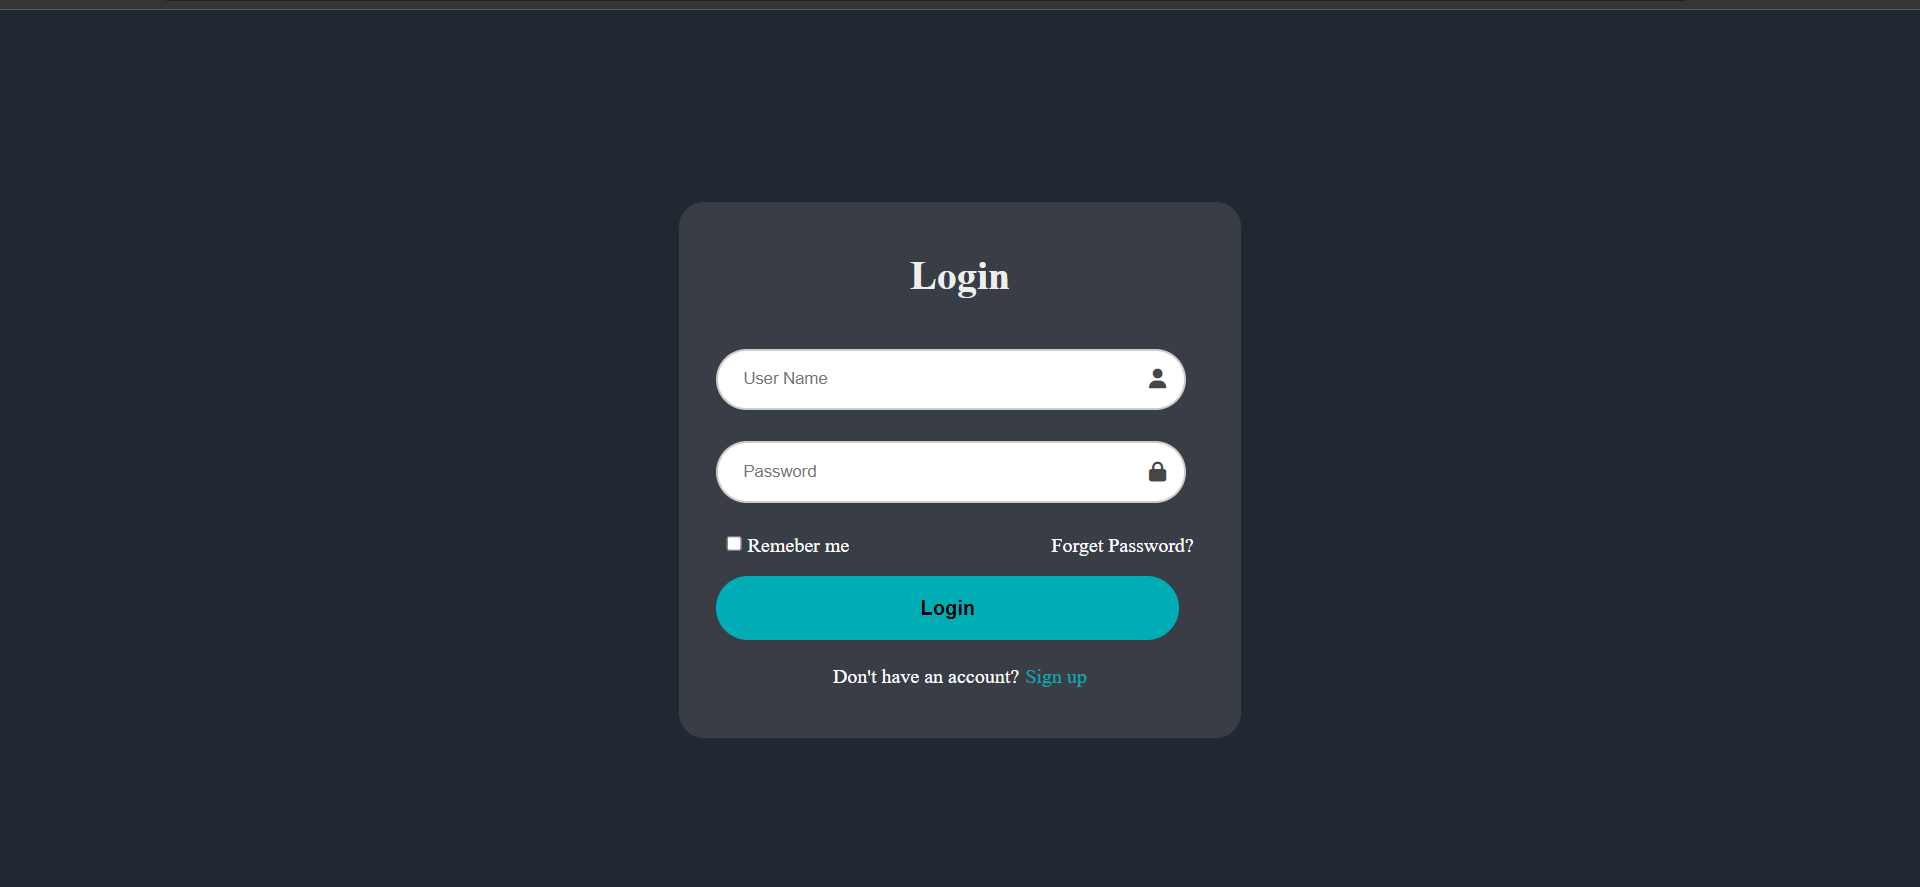 Login
User Name
Password
Remeber me Forget Password?
Login
Don't have an account? Sign up